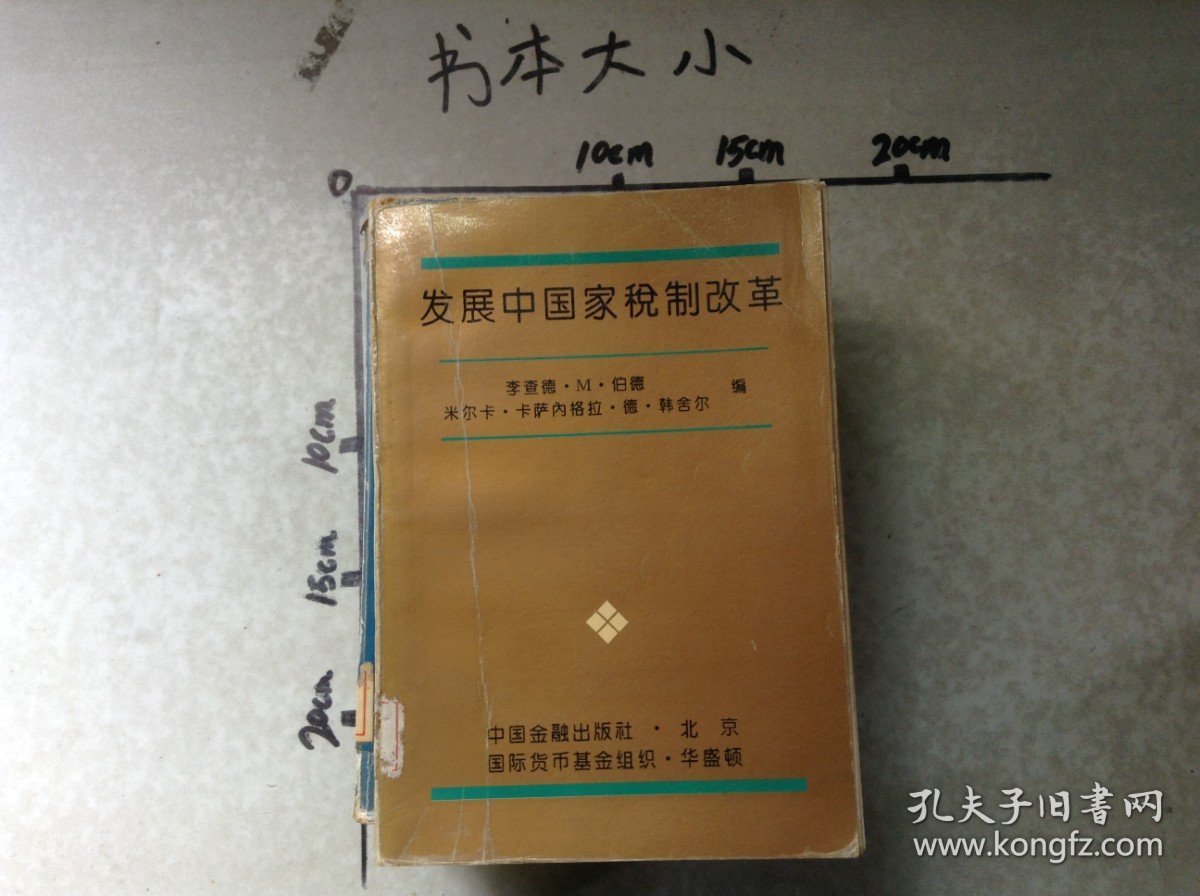 书本大小
10cm 15cm 20cm
0
发展中国家税制改革
李查德·M·伯德
编
米尔卡·卡萨内格拉·德·韩舍尔
10cm
15cm
20cm
中国金融出版社·北京
国际货币基金组织·华盛顿
孔夫子旧書网
www.kongfz.com